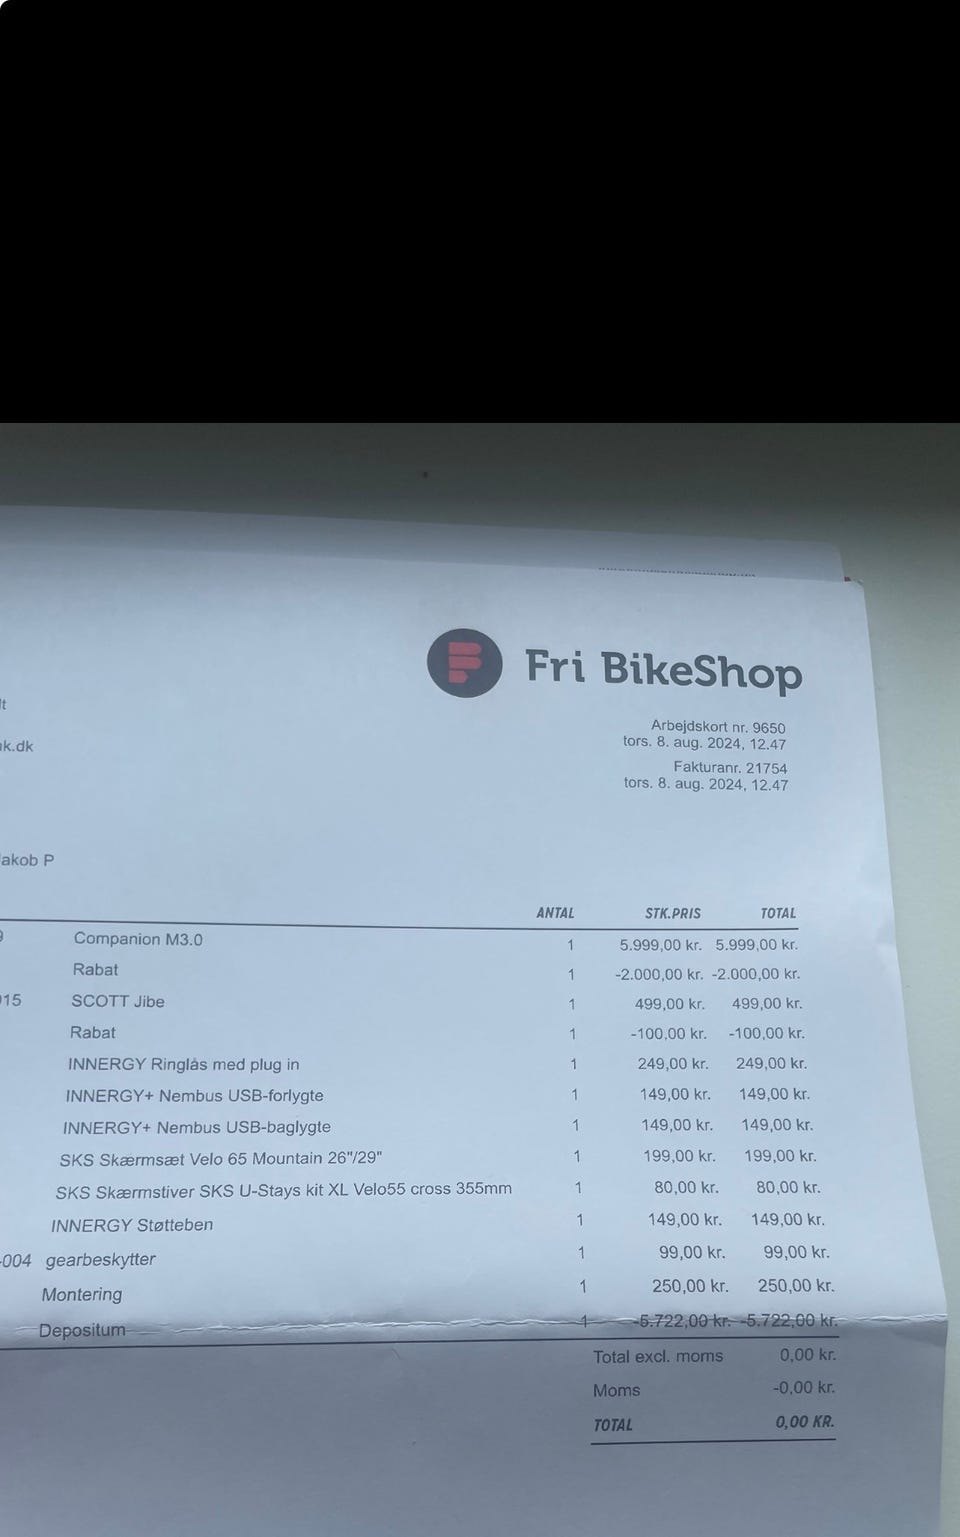 Fri BikeShop
Arbejdskort nr. 9650
tors. 8. aug. 2024, 12.47
Fakturanr. 21754
tors. 8. aug. 2024, 12.47
lt
k.dk
akob P
ANTAL STK.PRIS TOTAL
9 Companion M3.0 1 5.999,00 kr. 5.999,00 kr.
Rabat 1 -2.000,00 kr. -2.000,00 kr.
015 SCOTT Jibe 1 499,00 kr. 499,00 kr.
Rabat 1 -100,00 kr. -100,00 kr.
INNERGY Ringlås med plug in 1 249,00 kr. 249,00 kr.
INNERGY+ Nembus USB-forlygte 1 149,00 kr. 149,00 kr.
INNERGY+ Nembus USB-baglygte 1 149,00 kr. 149,00 kr.
SKS Skærmsæt Velo 65 Mountain 26"/29" 1 199,00 kr. 199,00 kr.
SKS Skærmstiver SKS U-Stays kit XL Velo55 cross 355mm 1 80,00 kr. 80,00 kr.
INNERGY Støtteben 1 149,00 kr. 149,00 kr.
-004 gearbeskytter 1 99,00 kr. 99,00 kr.
Montering 1 250,00 kr. 250,00 kr.
Depositum 1 -5.722,00 kr. -5.722,00 kr.
Total excl. moms 0,00 kr.
Moms -0,00 kr.
TOTAL 0,00 KR.